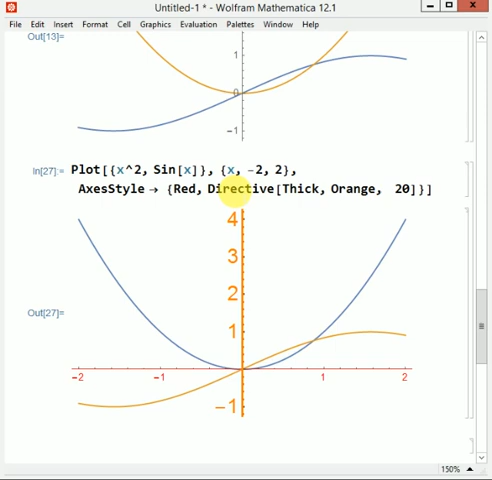 Untitled-1 * - Wolfram Mathematica 12.1
File Edit Insert Format Cell Graphics Evaluation Palettes Window Help
Out[13]=
1
0
-1
In[27]:= Plot[{x^2, Sin[x]}, {x, -2, 2},
AxesStyle → {Red, Directive[Thick, Orange, 20]}]
4
3
2
Out[27]=
1
-2 -1 1 2
-1
150%